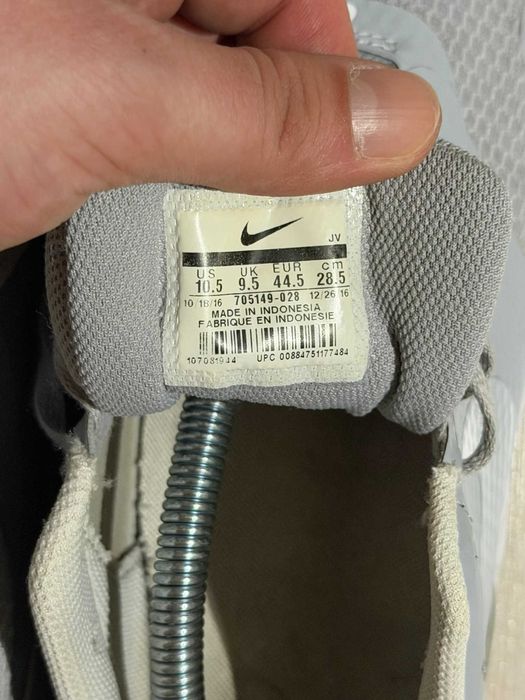 JV
US UK EUR cm
10.5 9.5 44.5 28.5
10/18/16 705149-028 12/26/16
MADE IN INDONESIA
FABRIQUE EN INDONESIE
107081944 UPC 00884751177484